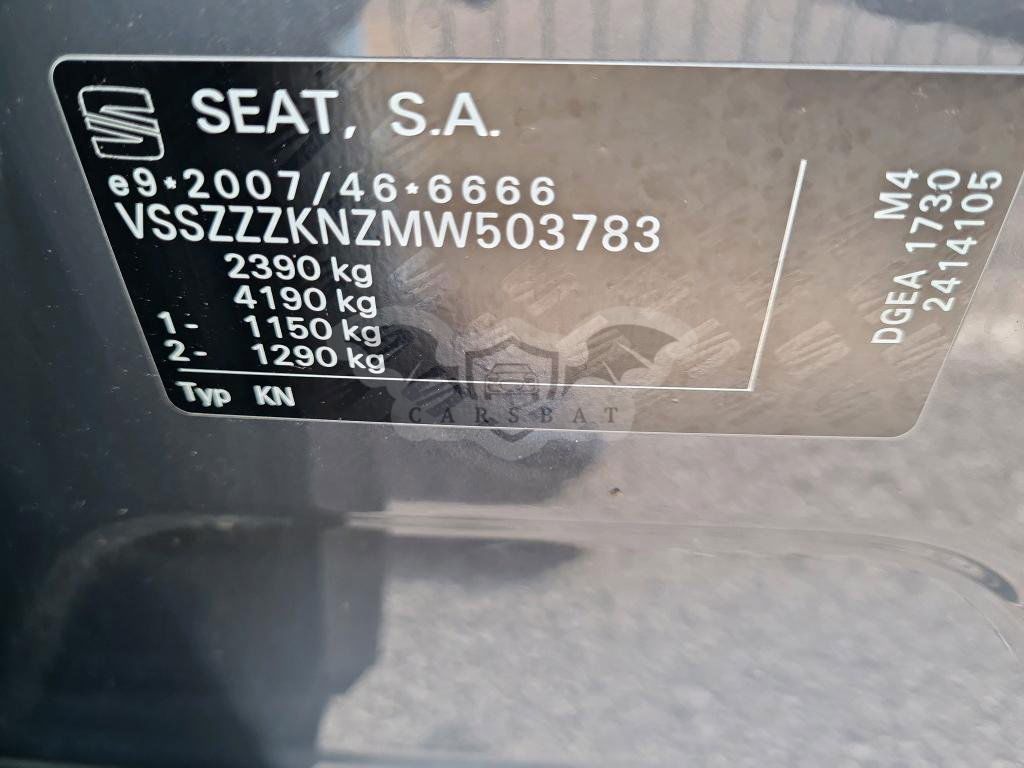 SEAT, S.A.
e9*2007/46*6666
VSSZZZKNZMW503783
2390 kg
4190 kg
1- 1150 kg
2- 1290 kg
Typ KN
M4
DGEA 1730
2414105
CARSBAT